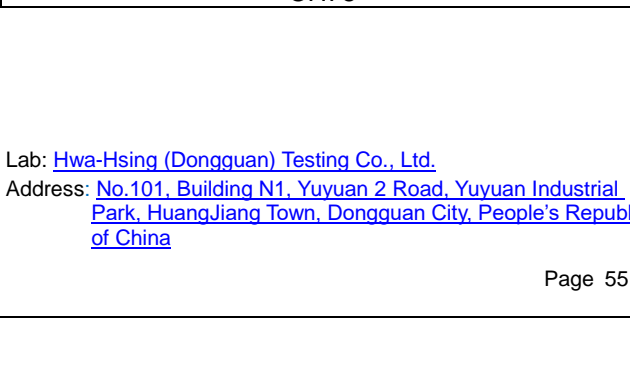 Lab: Hwa-Hsing (Dongguan) Testing Co., Ltd.
Address: No.101, Building N1, Yuyuan 2 Road, Yuyuan Industrial
Park, HuangJiang Town, Dongguan City, People’s Republ
of China
Page 55